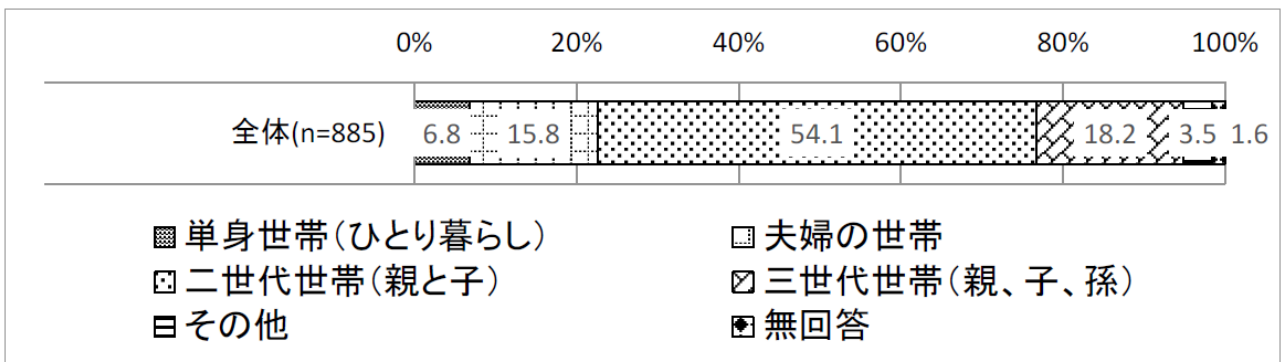 0% 20% 40% 60% 80% 100%
全体(n=885) 6.8 15.8 54.1 18.2 3.5 1.6
単身世帯(ひとり暮らし) 夫婦の世帯
二世代世帯(親と子) 三世代世帯(親、子、孫)
その他 無回答